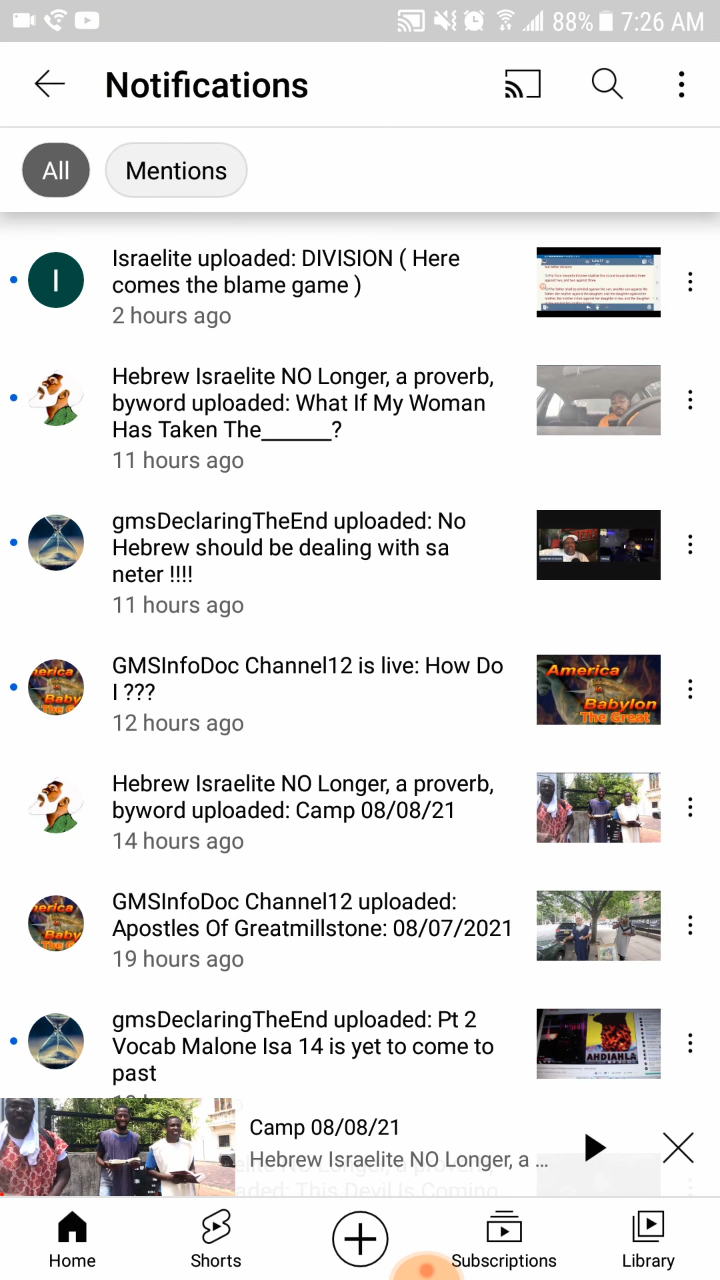 88% 7:26 AM
Notifications
All
Mentions
Israelite uploaded: DIVISION ( Here
comes the blame game )
2 hours ago
I
Hebrew Israelite NO Longer, a proverb,
byword uploaded: What If My Woman
Has Taken The______?
11 hours ago
gmsDeclaringTheEnd uploaded: No
Hebrew should be dealing with sa
neter !!!!
11 hours ago
GMSInfoDoc Channel12 is live: How Do
I ???
12 hours ago
America
Babylon
The Great
Hebrew Israelite NO Longer, a proverb,
byword uploaded: Camp 08/08/21
14 hours ago
GMSInfoDoc Channel12 uploaded:
Apostles Of Greatmillstone: 08/07/2021
19 hours ago
gmsDeclaringTheEnd uploaded: Pt 2
Vocab Malone Isa 14 is yet to come to
past
AHDIAHLA
Camp 08/08/21
Hebrew Israelite NO Longer, a ...
Home
Shorts
Subscriptions
Library